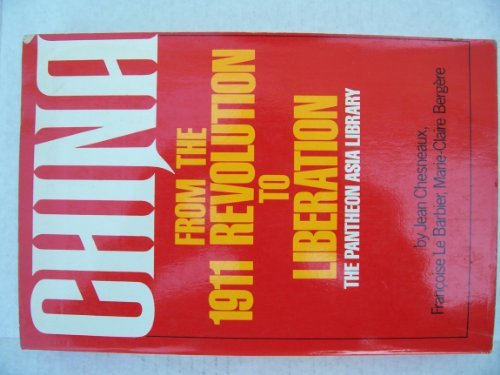 CHINA
FROM THE
1911 REVOLUTION
TO
LIBERATION
THE PANTHEON ASIA LIBRARY
by Jean Chesneaux,
Françoise Le Barbier, Marie-Claire Bergère